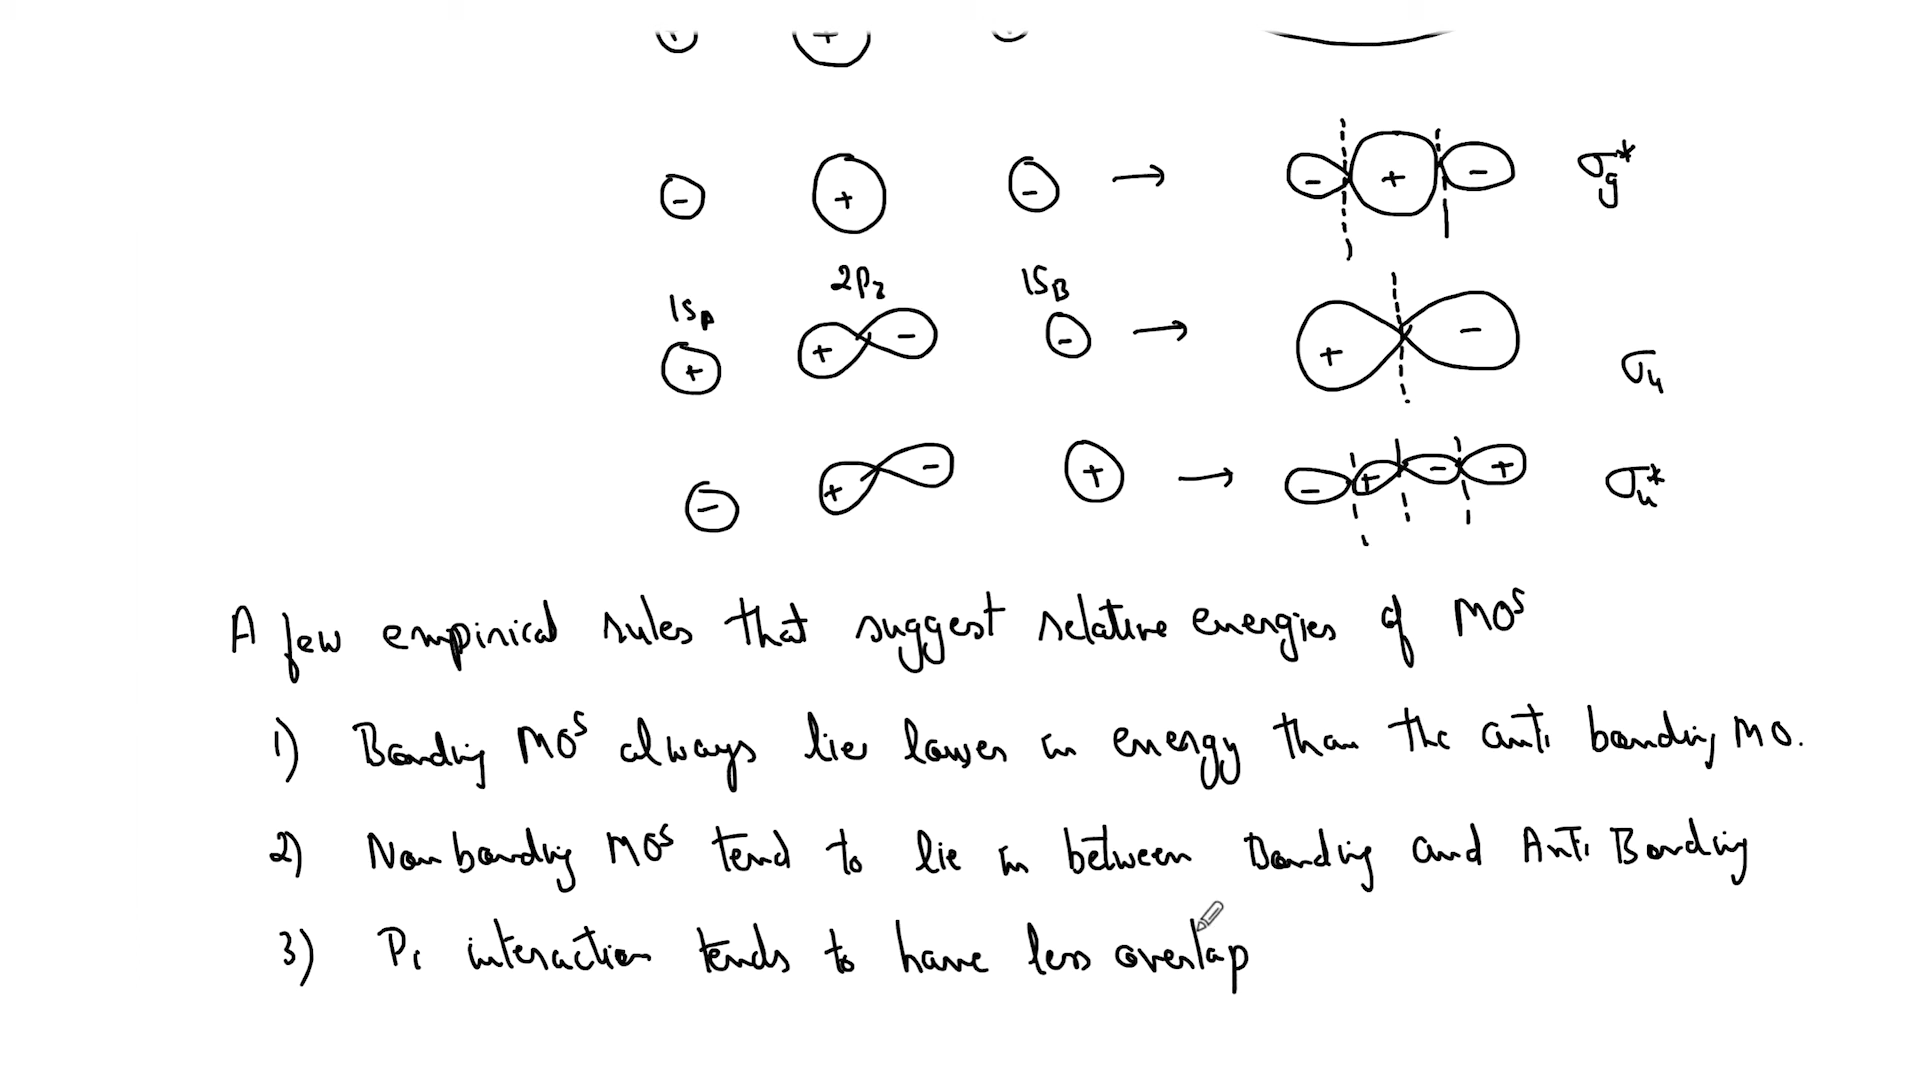 +
- + - → - + - σg*
1sA 2pz 1sB
+ + - - → + - σu
- + - + → - + - + σu*
A few empirical rules that suggest relative energies of MOs
1) Bonding MOs always lie lower in energy than the anti bonding MO.
2) Non bonding MOs tend to lie in between Bonding and Anti Bonding
3) Pi interaction tends to have less overlap